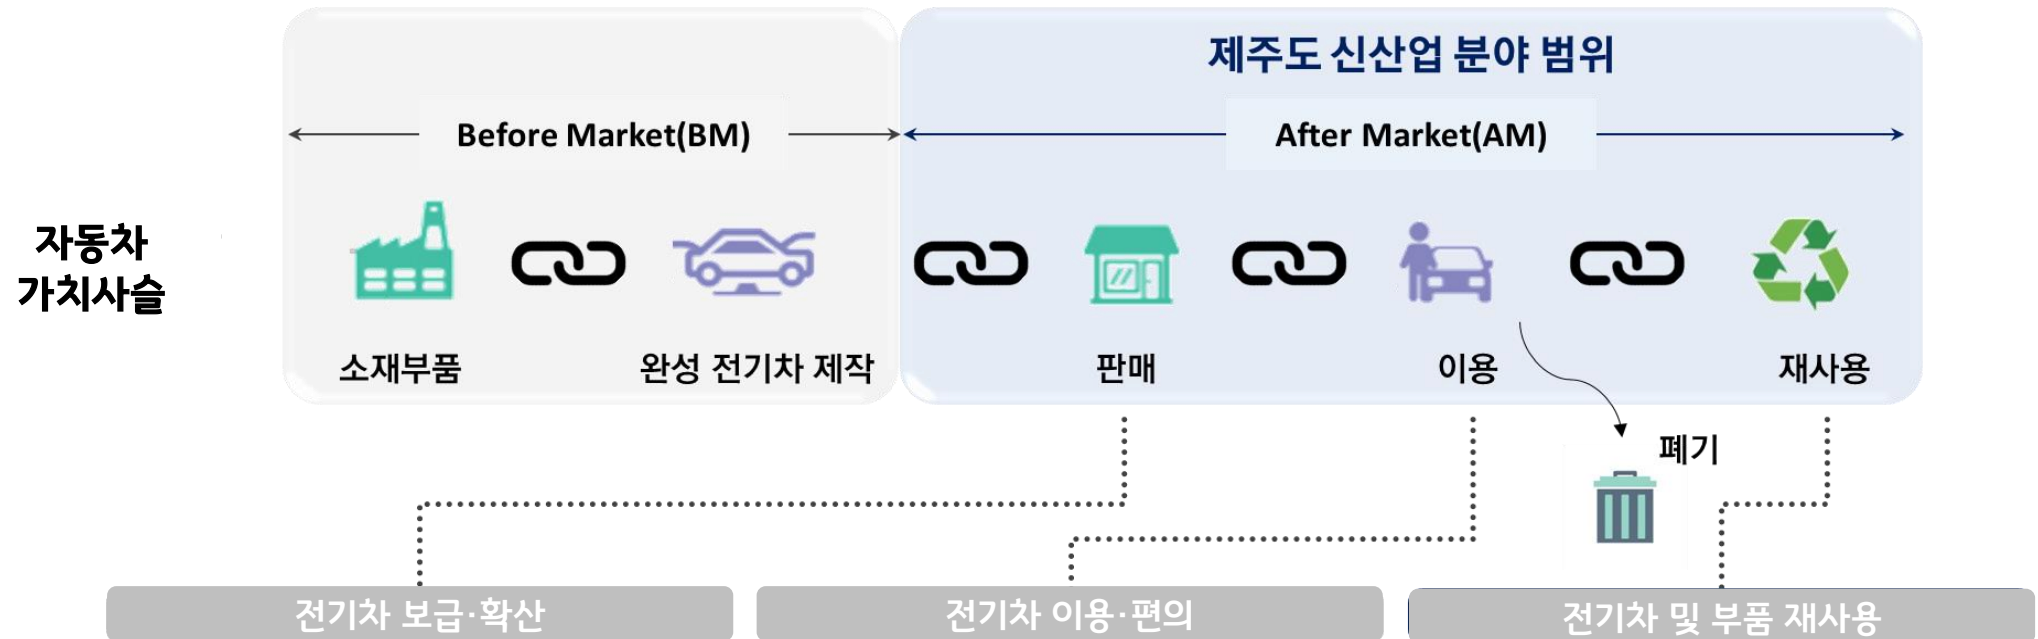 제주도 신산업 분야 범위
Before Market(BM)
After Market(AM)
자동차
가치사슬
소재부품
완성 전기차 제작
판매
이용
재사용
폐기
전기차 보급·확산
전기차 이용·편의
전기차 및 부품 재사용